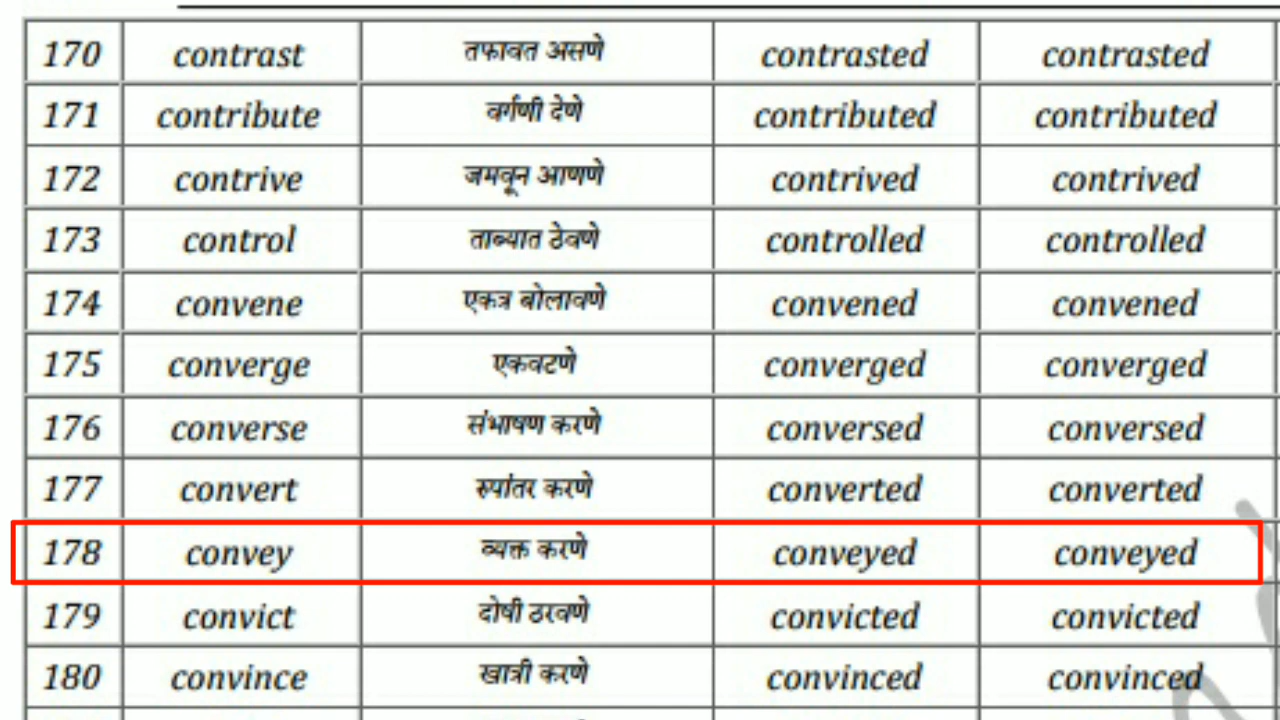 170 contrast तफावत असणे contrasted contrasted
171 contribute वर्गणी देणे contributed contributed
172 contrive जमवून आणणे contrived contrived
173 control ताब्यात ठेवणे controlled controlled
174 convene एकत्र बोलावणे convened convened
175 converge एकवटणे converged converged
176 converse संभाषण करणे conversed conversed
177 convert रुपांतर करणे converted converted
178 convey व्यक्त करणे conveyed conveyed
179 convict दोषी ठरवणे convicted convicted
180 convince खात्री करणे convinced convinced